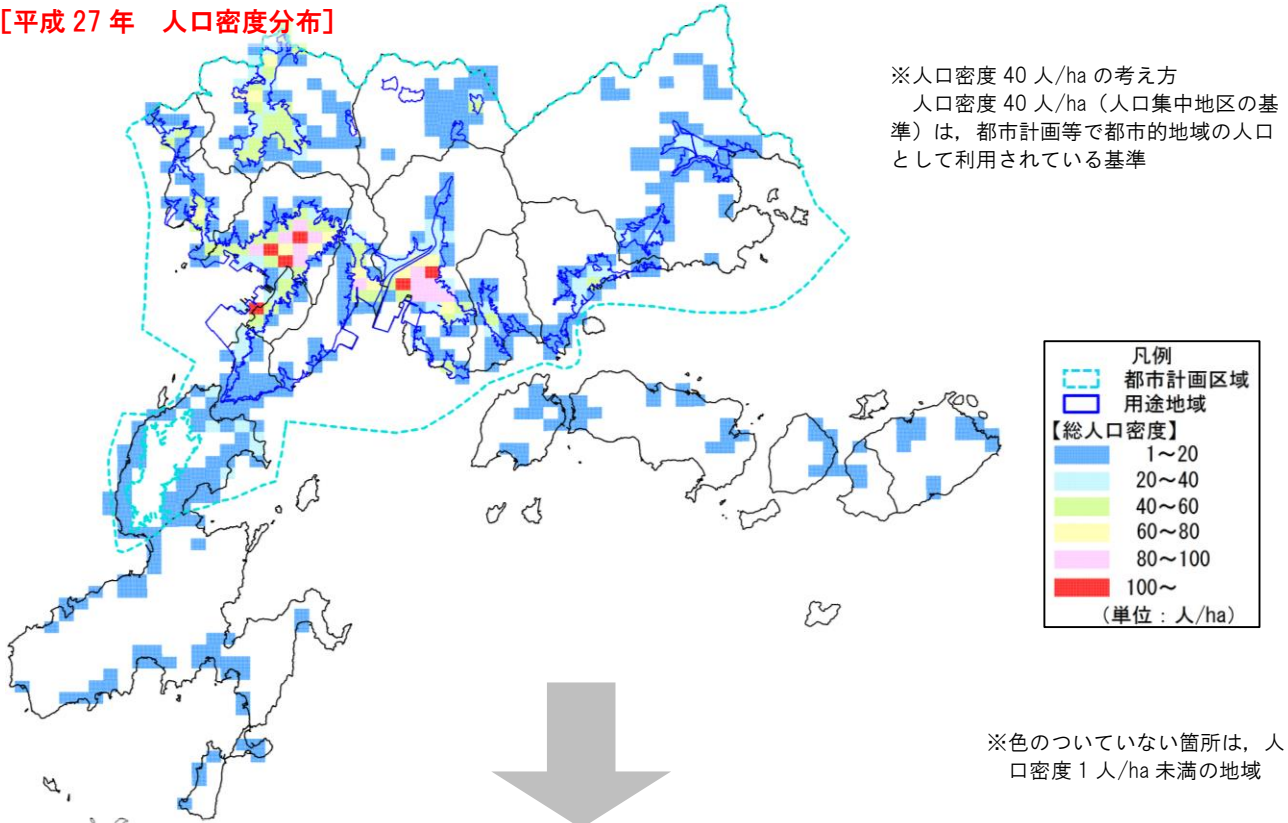 [平成 27 年　人口密度分布]
※人口密度 40 人/ha の考え方
人口密度 40 人/ha（人口集中地区の基
準）は，都市計画等で都市的地域の人口
として利用されている基準
凡例
都市計画区域
用途地域
【総人口密度】
1～20
20～40
40～60
60～80
80～100
100～
（単位：人/ha）
※色のついていない箇所は，人
口密度 1 人/ha 未満の地域